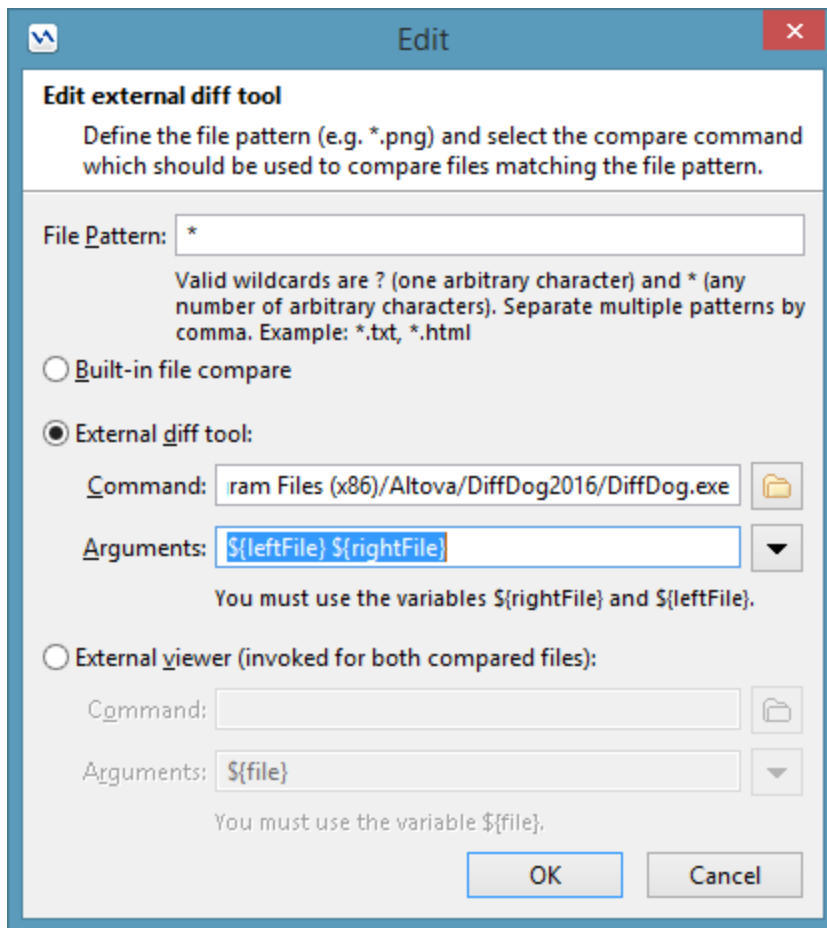 Edit
Edit external diff tool
Define the file pattern (e.g. *.png) and select the compare command
which should be used to compare files matching the file pattern.
File Pattern: *
Valid wildcards are ? (one arbitrary character) and * (any
number of arbitrary characters). Separate multiple patterns by
comma. Example: *.txt, *.html
Built-in file compare
External diff tool:
Command: ram Files (x86)/Altova/DiffDog2016/DiffDog.exe
Arguments: ${leftFile} ${rightFile}
You must use the variables ${rightFile} and ${leftFile}.
External viewer (invoked for both compared files):
Command:
Arguments: ${file}
You must use the variable ${file}.
OK Cancel